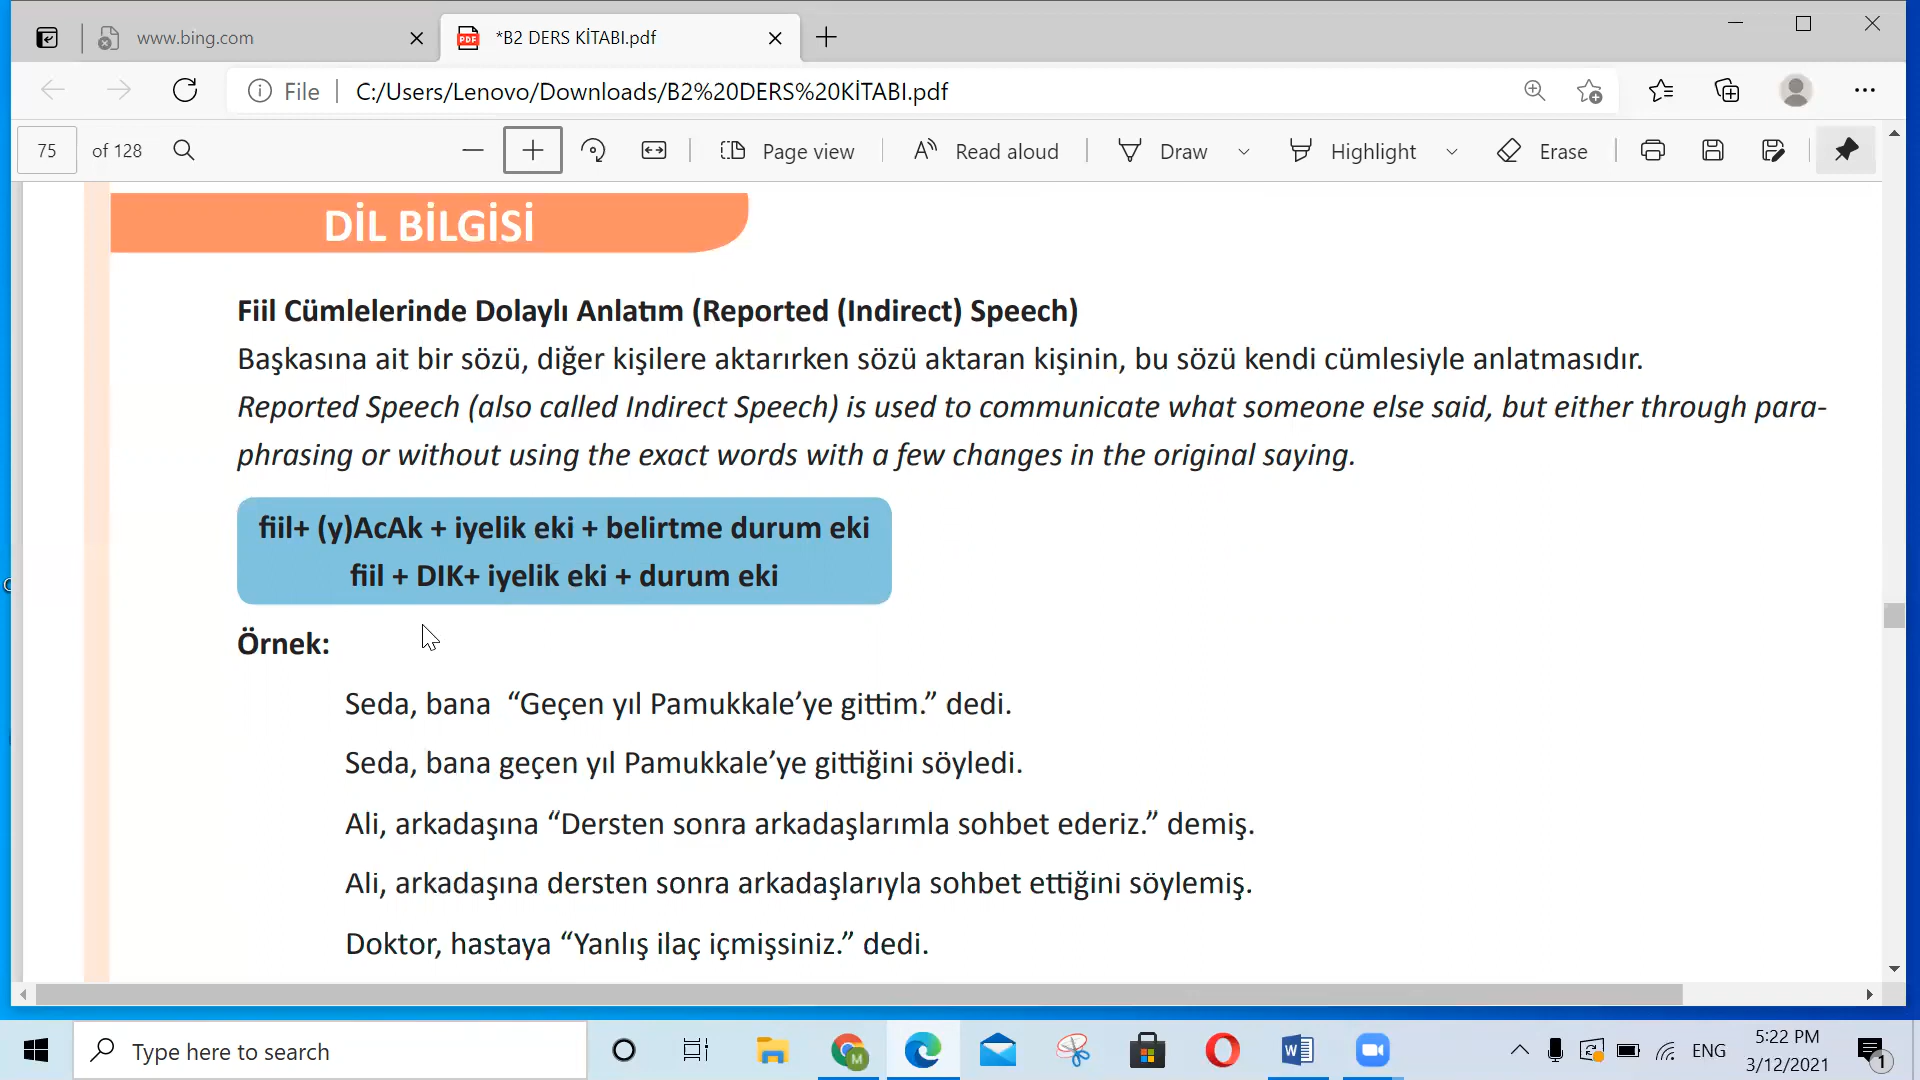 www.bing.com
*B2 DERS KİTABI.pdf
File
C:/Users/Lenovo/Downloads/B2%20DERS%20KİTABI.pdf
75 of 128
Page view
Read aloud
Draw
Highlight
Erase
DİL BİLGİSİ
Fiil Cümlelerinde Dolaylı Anlatım (Reported (Indirect) Speech)
Başkasına ait bir sözü, diğer kişilere aktarırken sözü aktaran kişinin, bu sözü kendi cümlesiyle anlatmasıdır.
Reported Speech (also called Indirect Speech) is used to communicate what someone else said, but either through para-
phrasing or without using the exact words with a few changes in the original saying.
fiil+ (y)AcAk + iyelik eki + belirtme durum eki
fiil + DIK+ iyelik eki + durum eki
Örnek:
Seda, bana “Geçen yıl Pamukkale’ye gittim.” dedi.
Seda, bana geçen yıl Pamukkale’ye gittiğini söyledi.
Ali, arkadaşına “Dersten sonra arkadaşlarımla sohbet ederiz.” demiş.
Ali, arkadaşına dersten sonra arkadaşlarıyla sohbet ettiğini söylemiş.
Doktor, hastaya “Yanlış ilaç içmişsiniz.” dedi.
Type here to search
M
ENG
5:22 PM
3/12/2021
1